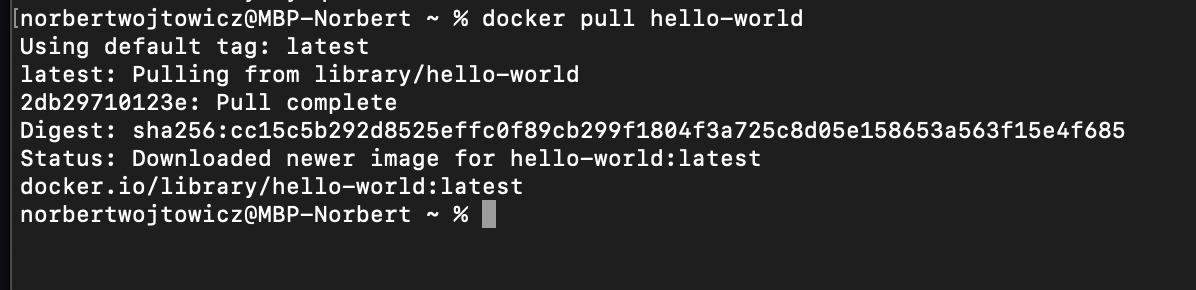 [norbertwojtowicz@MBP-Norbert ~ % docker pull hello-world
Using default tag: latest
latest: Pulling from library/hello-world
2db29710123e: Pull complete
Digest: sha256:cc15c5b292d8525effc0f89cb299f1804f3a725c8d05e158653a563f15e4f685
Status: Downloaded newer image for hello-world:latest
docker.io/library/hello-world:latest
norbertwojtowicz@MBP-Norbert ~ %